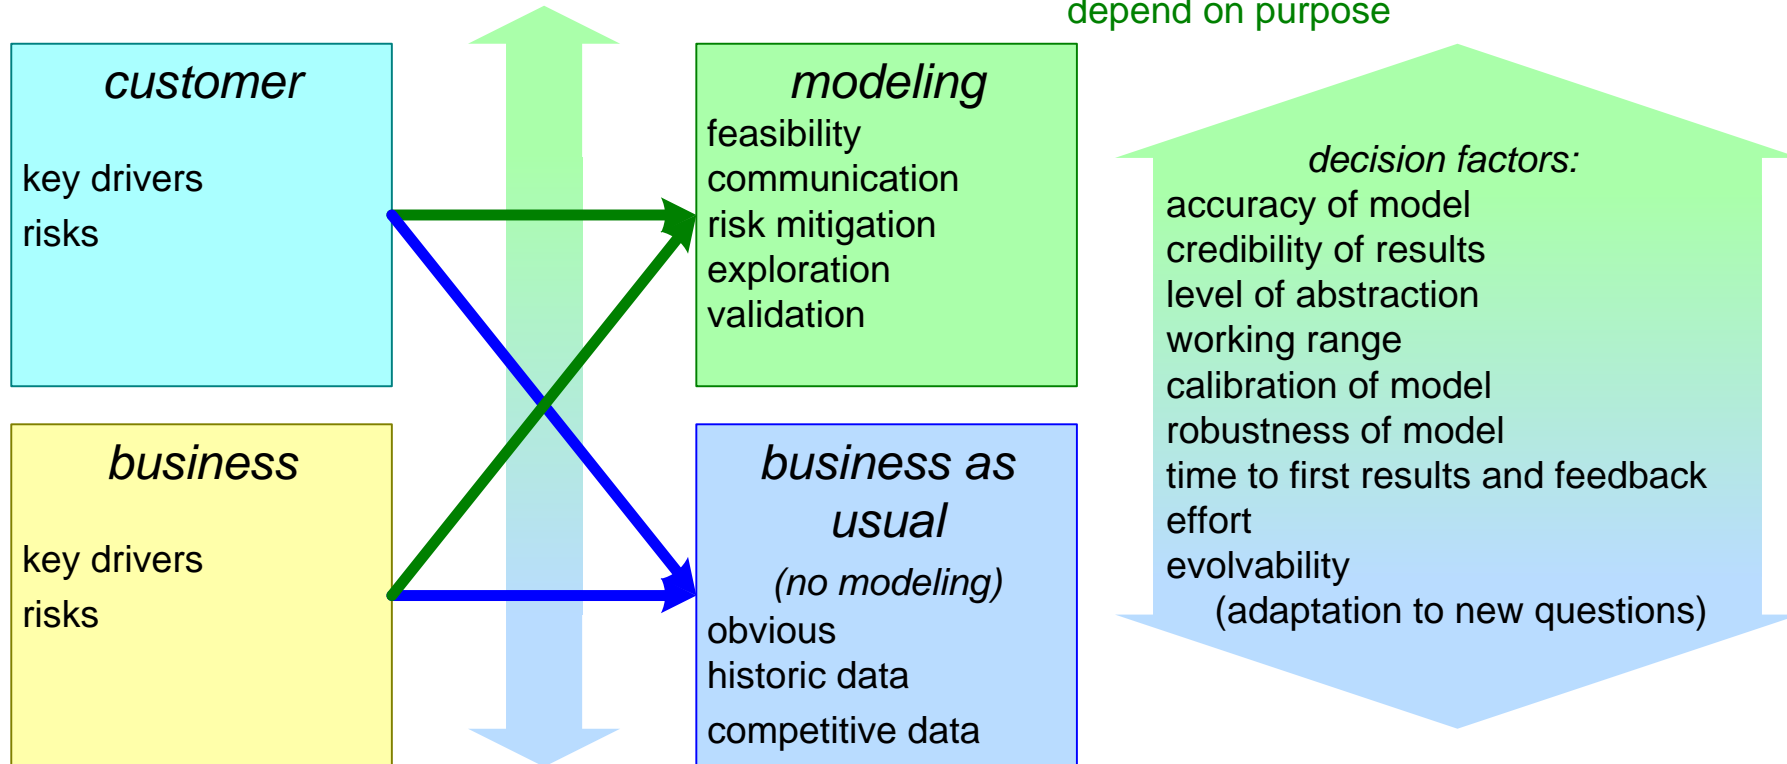 depend on purpose
customer
key drivers
risks
modeling
feasibility
communication
risk mitigation
exploration
validation
business
key drivers
risks
business as
usual
(no modeling)
obvious
historic data
competitive data
decision factors:
accuracy of model
credibility of results
level of abstraction
working range
calibration of model
robustness of model
time to first results and feedback
effort
evolvability
(adaptation to new questions)